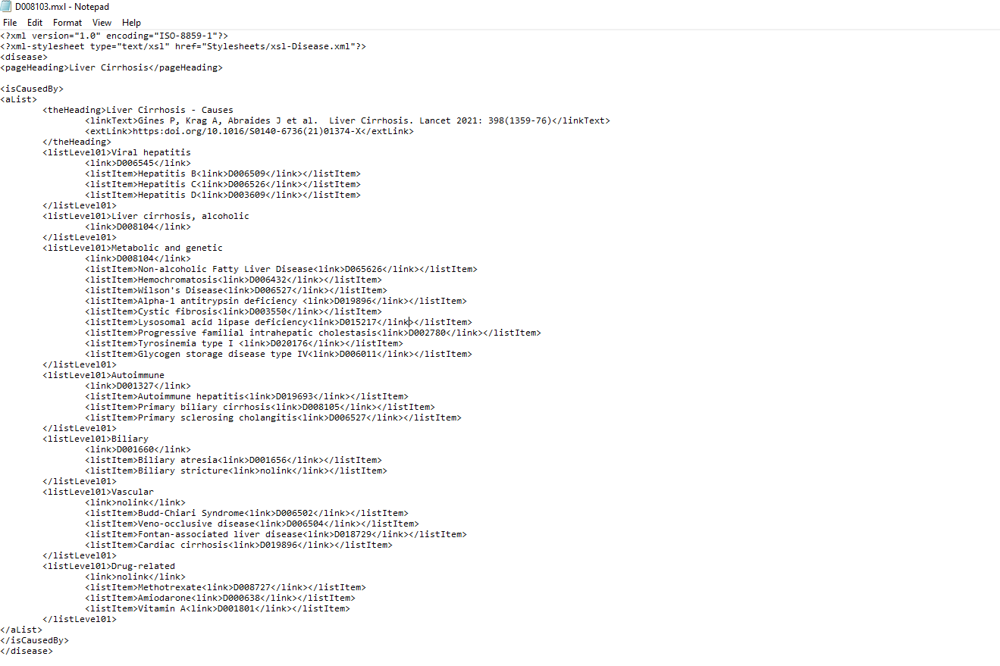 D008103.mxl - Notepad
File Edit Format View Help
<?xml version="1.0" encoding="ISO-8859-1"?>
<?xml-stylesheet type="text/xsl" href="Stylesheets/xsl-Disease.xml"?>
<disease>
<pageHeading>Liver Cirrhosis</pageHeading>

<isCausedBy>
<aList>
	<theHeading>Liver Cirrhosis - Causes
		<linkText>Gines P, Krag A, Abraides J et al.  Liver Cirrhosis. Lancet 2021: 398(1359-76)</linkText>
		<extLink>https:doi.org/10.1016/S0140-6736(21)01374-X</extLink>
	</theHeading>
	<listLevel01>Viral hepatitis
		<link>D006545</link>
		<listItem>Hepatitis B<link>D006509</link></listItem>
		<listItem>Hepatitis C<link>D006526</link></listItem>
		<listItem>Hepatitis D<link>D003609</link></listItem>
	</listLevel01>
	<listLevel01>Liver cirrhosis, alcoholic
		<link>D008104</link>
	</listLevel01>
	<listLevel01>Metabolic and genetic
		<link>D008104</link>
		<listItem>Non-alcoholic Fatty Liver Disease<link>D065626</link></listItem>
		<listItem>Hemochromatosis<link>D006432</link></listItem>
		<listItem>Wilson's Disease<link>D006527</link></listItem>
		<listItem>Alpha-1 antitrypsin deficiency <link>D019896</link></listItem>
		<listItem>Cystic fibrosis<link>D003550</link></listItem>
		<listItem>Lysosomal acid lipase deficiency<link>D015217</link></listItem>
		<listItem>Progressive familial intrahepatic cholestasis<link>D002780</link></listItem>
		<listItem>Tyrosinemia type I <link>D020176</link></listItem>
		<listItem>Glycogen storage disease type IV<link>D006011</link></listItem>
	</listLevel01>
	<listLevel01>Autoimmune
		<link>D001327</link>
		<listItem>Autoimmune hepatitis<link>D019693</link></listItem>
		<listItem>Primary biliary cirrhosis<link>D008105</link></listItem>
		<listItem>Primary sclerosing cholangitis<link>D006527</link></listItem>
	</listLevel01>
	<listLevel01>Biliary
		<link>D001660</link>
		<listItem>Biliary atresia<link>D001656</link></listItem>
		<listItem>Biliary stricture<link>nolink</link></listItem>
	</listLevel01>
	<listLevel01>Vascular
		<link>nolink</link>
		<listItem>Budd-Chiari Syndrome<link>D006502</link></listItem>
		<listItem>Veno-occlusive disease<link>D006504</link></listItem>
		<listItem>Fontan-associated liver disease<link>D018729</link></listItem>
		<listItem>Cardiac cirrhosis<link>D019896</link></listItem>
	</listLevel01>
	<listLevel01>Drug-related
		<link>nolink</link>
		<listItem>Methotrexate<link>D008727</link></listItem>
		<listItem>Amiodarone<link>D000638</link></listItem>
		<listItem>Vitamin A<link>D001801</link></listItem>
	</listLevel01>
</aList>
</isCausedBy>
</disease>